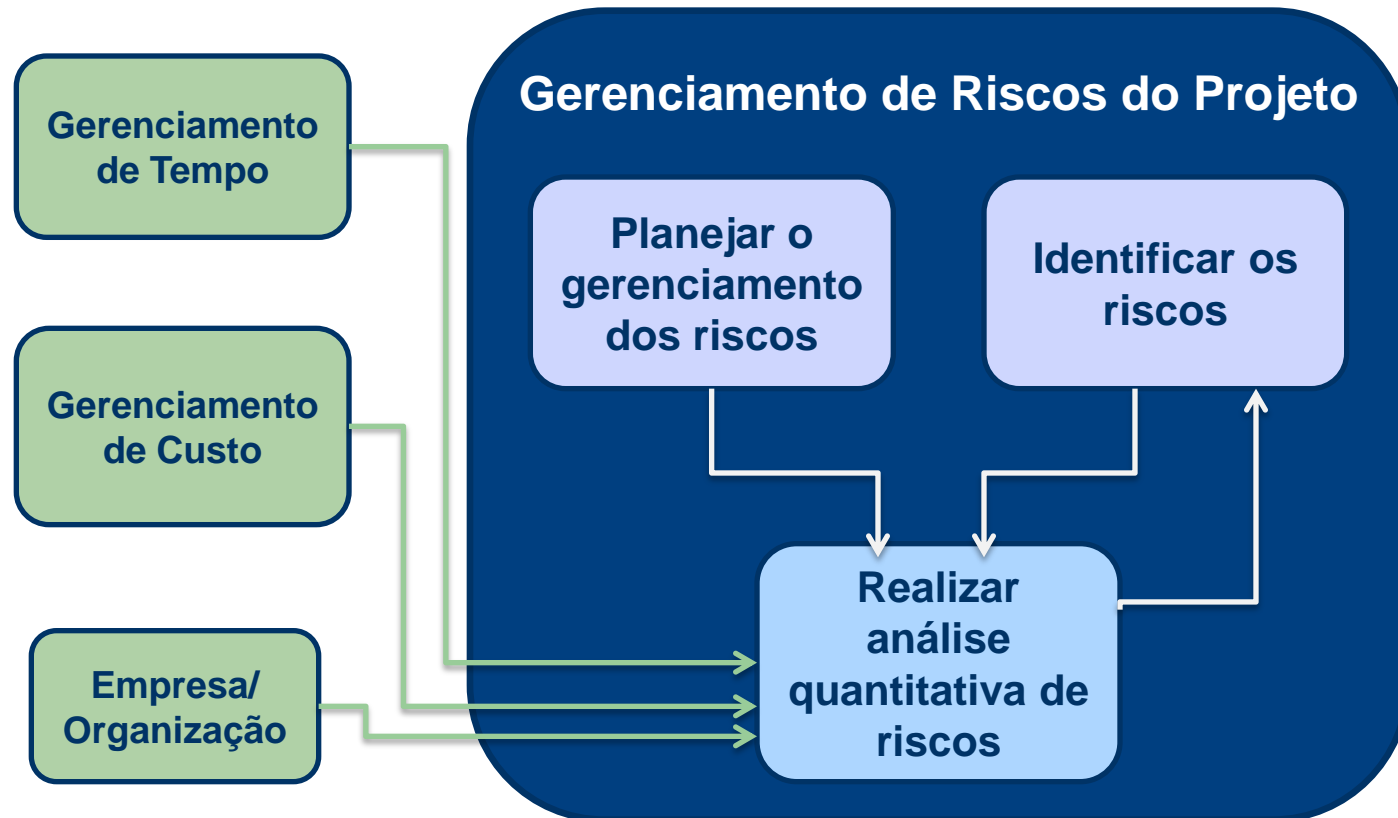 Gerenciamento
de Tempo
Gerenciamento
de Custo
Empresa/
Organização
Gerenciamento de Riscos do Projeto
Planejar o
gerenciamento
dos riscos
Identificar os
riscos
Realizar
análise
quantitativa de
riscos